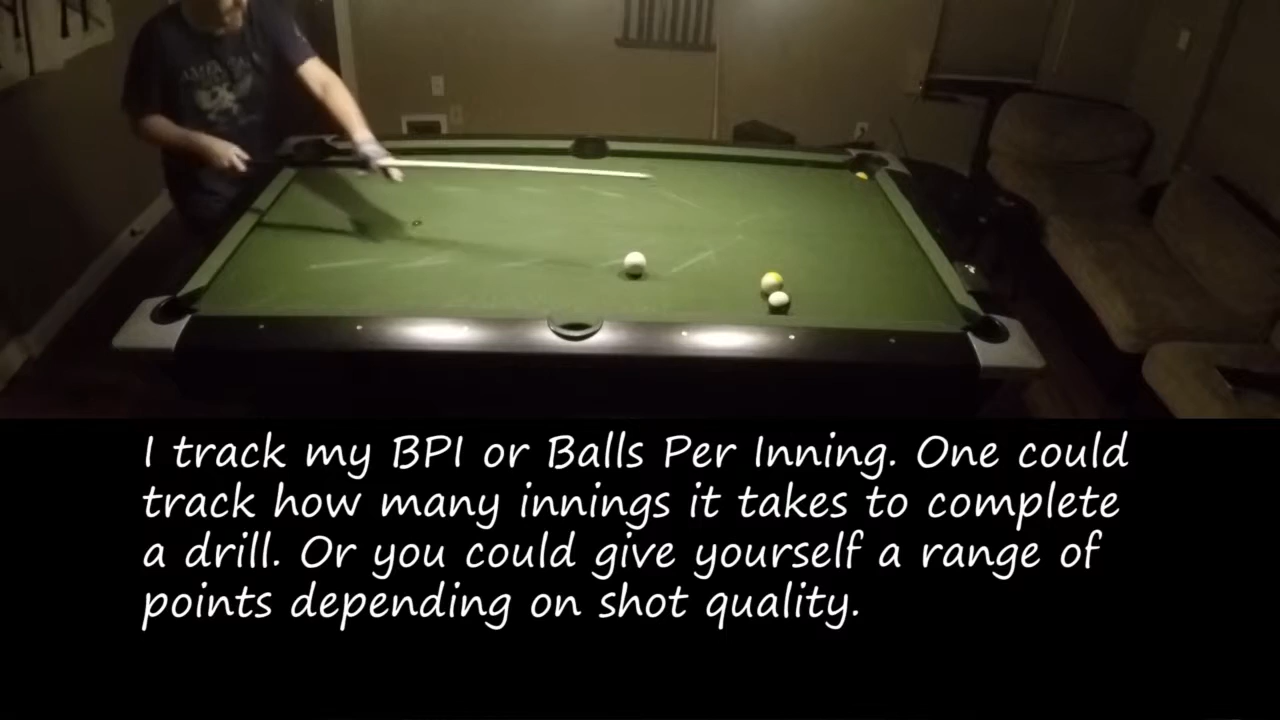 I track my BPI or Balls Per Inning. One could
track how many innings it takes to complete
a drill. Or you could give yourself a range of
points depending on shot quality.